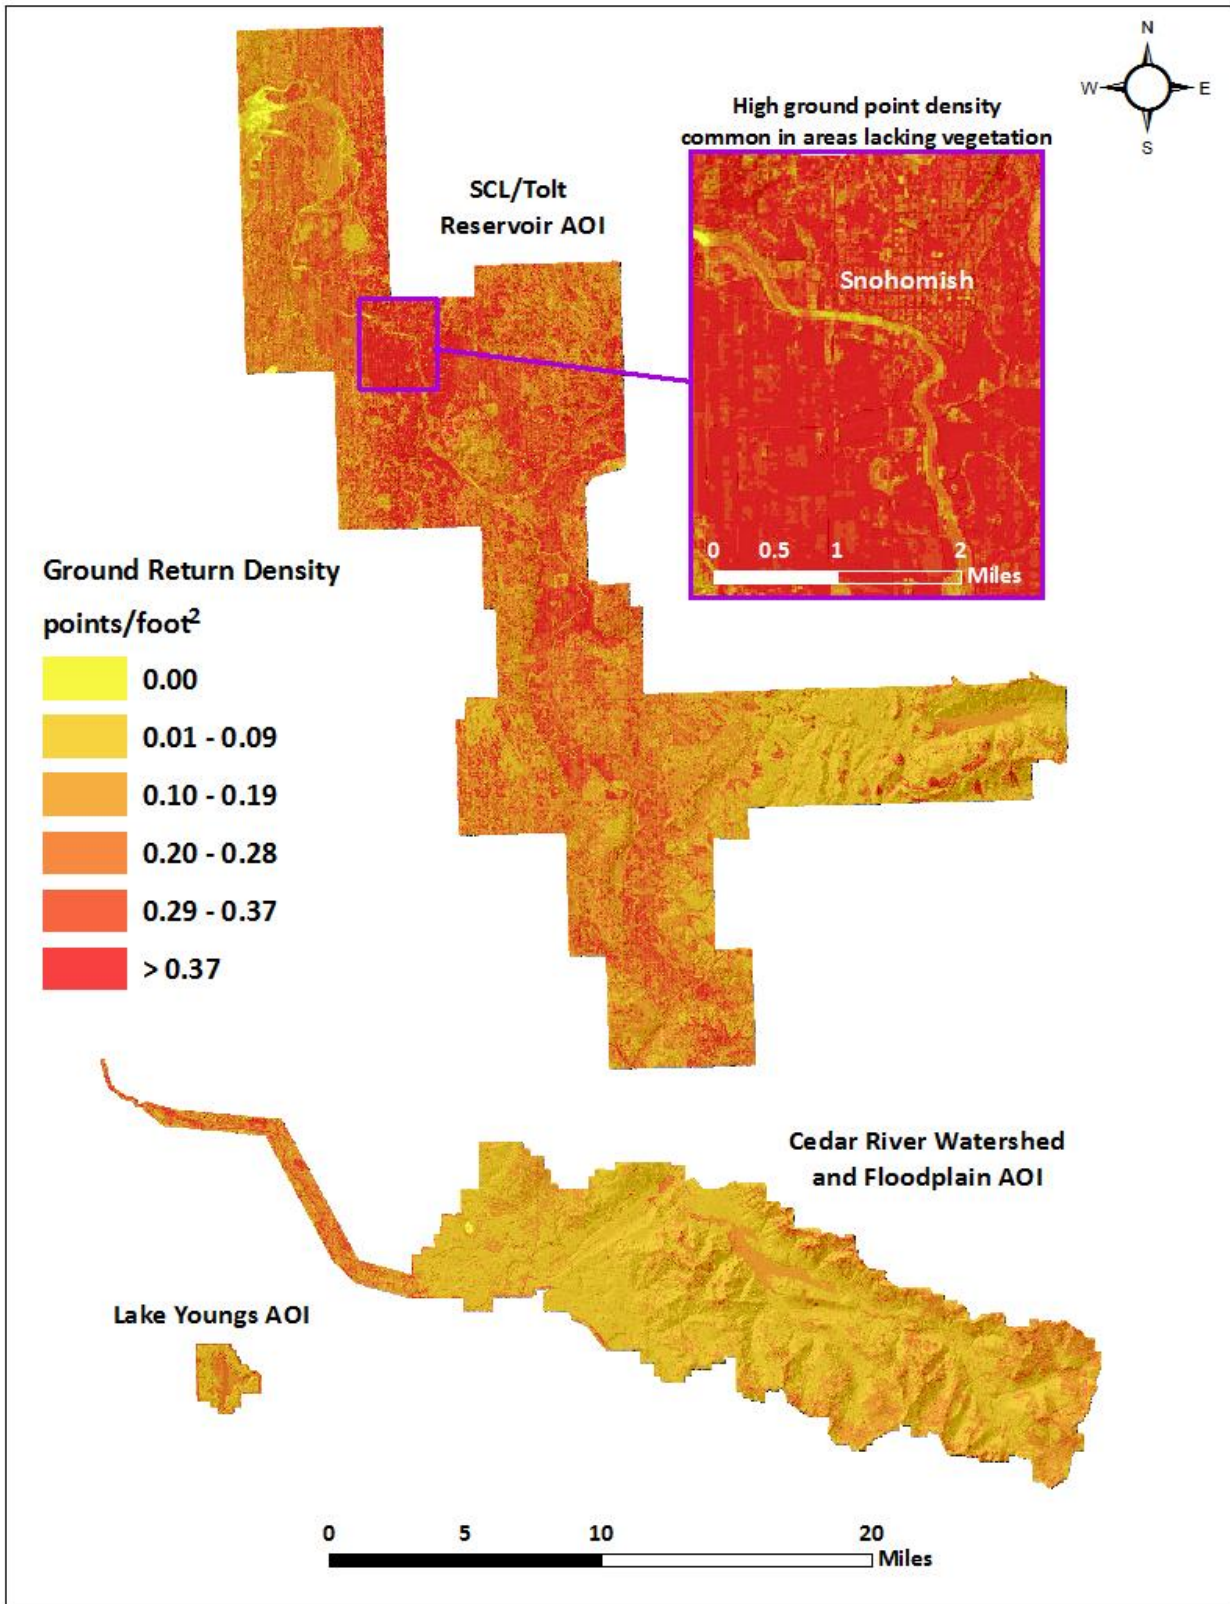 N
W
E
S
High ground point density
common in areas lacking vegetation
SCL/Tolt
Reservoir AOI
Snohomish
0 0.5 1 2
Miles
Ground Return Density
points/foot²
0.00
0.01 - 0.09
0.10 - 0.19
0.20 - 0.28
0.29 - 0.37
> 0.37
Cedar River Watershed
and Floodplain AOI
Lake Youngs AOI
0 5 10 20
Miles